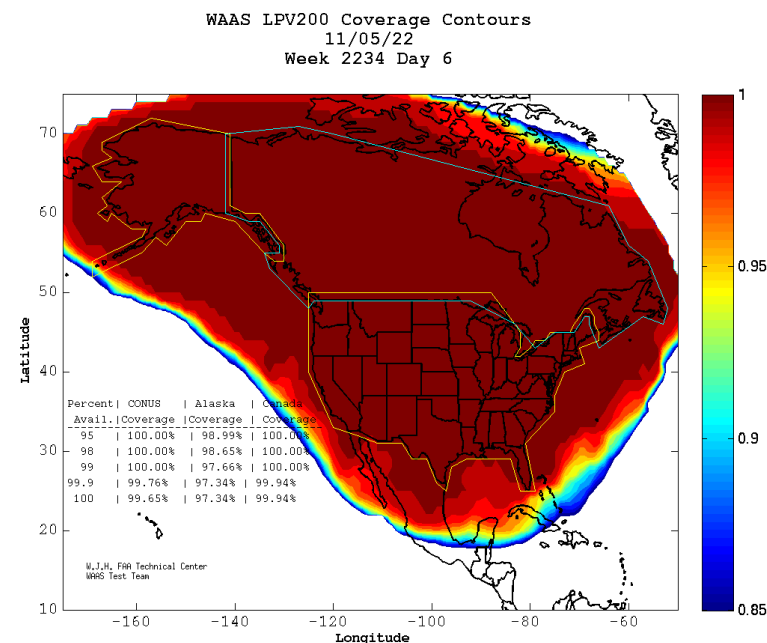 WAAS LPV200 Coverage Contours
11/05/22
Week 2234 Day 6
1
0.95
0.9
0.85
70
60
50
40
30
20
10
Latitude
Percent| CONUS | Alaska | Canada
Avail.|Coverage |Coverage | Coverage
95 | 100.00% | 98.99% | 100.00%
98 | 100.00% | 98.65% | 100.00%
99 | 100.00% | 97.66% | 100.00%
99.9 | 99.76% | 97.34% | 99.94%
100 | 99.65% | 97.34% | 99.94%
W.J.H. FAA Technical Center
WAAS Test Team
-160 -140 -120 -100 -80 -60
Longitude